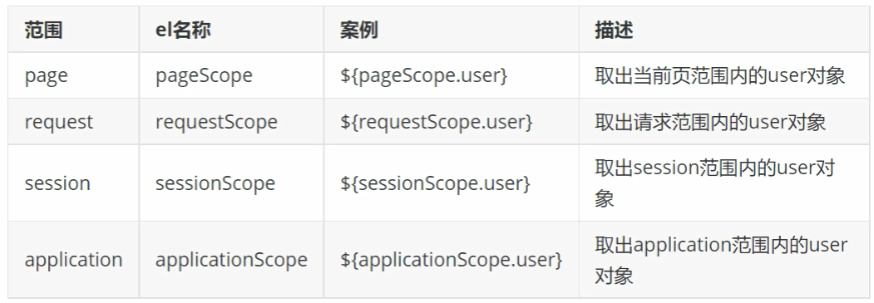 范围 el名称 案例 描述
page pageScope ${pageScope.user} 取出当前页范围内的user对象
request requestScope ${requestScope.user} 取出请求范围内的user对象
session sessionScope ${sessionScope.user} 取出session范围内的user对
象
application applicationScope ${applicationScope.user} 取出application范围内的user
对象